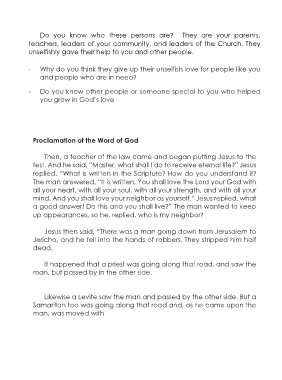 Do you know who these persons are? They are your parents,
teachers, leaders of your community, and leaders of the Church. They
unselfishly gave their help to you and other people.
- Why do you think they give up their unselfish love for people like you
and people who are in need?
- Do you know other people or someone special to you who helped
you grow in God's love
Proclamation of the Word of God
Then, a teacher of the law came and began putting Jesus to the
test. And he said, "Master, what shall I do to receive eternal life?" Jesus
replied, "What is written in the Scripture? How do you understand it?
The man answered, "It is written, You shall love the Lord your God with
all your heart, with all your soul, with all your strength, and with all your
mind. And you shall love your neighbor as yourself." Jesus replied, what
a good answer! Do this and you shall live?" The man wanted to keep
up appearances, so he, replied, who is my neighbor?
Jesus then said, "There was a man going down from Jerusalem to
Jericho, and he fell into the hands of robbers. They stripped him half
dead.
It happened that a priest was going along that road, and saw the
man, but passed by in the other side.
Likewise a Levite saw the man and passed by the other side. But a
Samaritan too was going along that road and, as he came upon the
man, was moved with